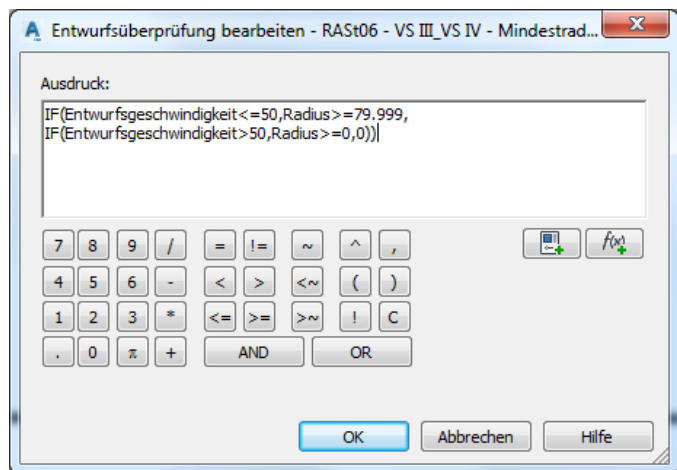 Entwurfsüberprüfung bearbeiten - RASt06 - VS III_VS IV - Mindestrad...
Ausdruck:
IF(Entwurfsgeschwindigkeit<=50,Radius>=79.999,
IF(Entwurfsgeschwindigkeit>50,Radius>=0,0))
7 8 9 / = != ~ ^ , f(x)
4 5 6 - < > <~ ( )
1 2 3 * <= >= >~ ! C
. 0 π + AND OR
OK Abbrechen Hilfe